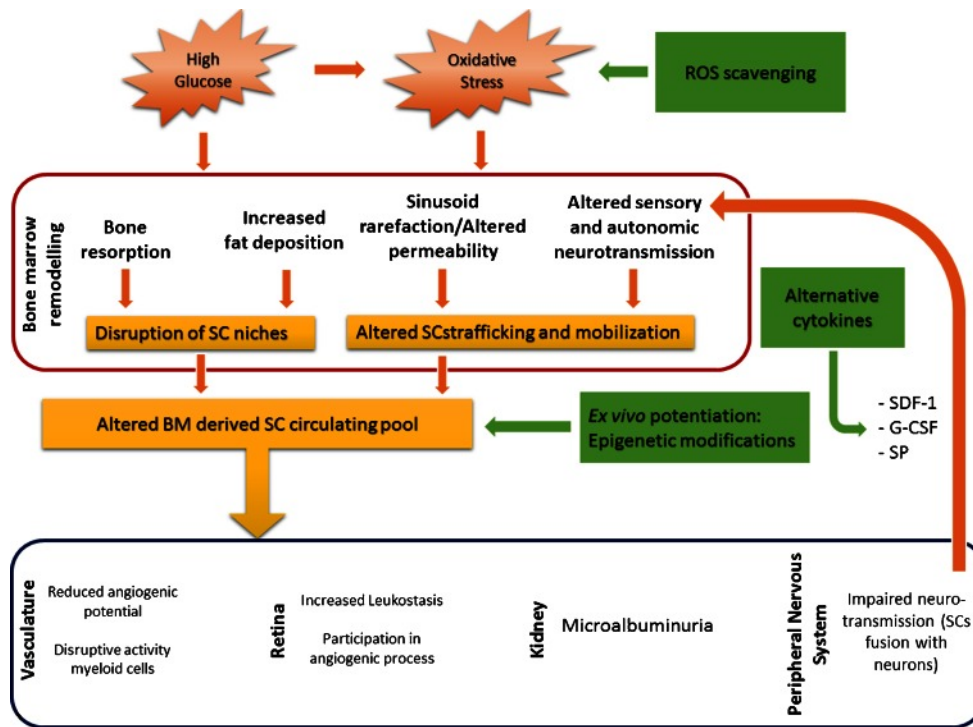 High
Glucose
Oxidative
Stress
ROS scavenging
Bone marrow
remodelling
Bone
resorption
Increased
fat deposition
Sinusoid
rarefaction/Altered
permeability
Altered sensory
and autonomic
neurotransmission
Disruption of SC niches
Altered SCstrafficking and mobilization
Alternative
cytokines
- SDF-1
- G-CSF
- SP
Altered BM derived SC circulating pool
Ex vivo potentiation:
Epigenetic modifications
Vasculature
Reduced angiogenic
potential
Disruptive activity
myeloid cells
Retina
Increased Leukostasis
Participation in
angiogenic process
Kidney
Microalbuminuria
Peripheral Nervous
System
Impaired neuro-
transmission (SCs
fusion with
neurons)